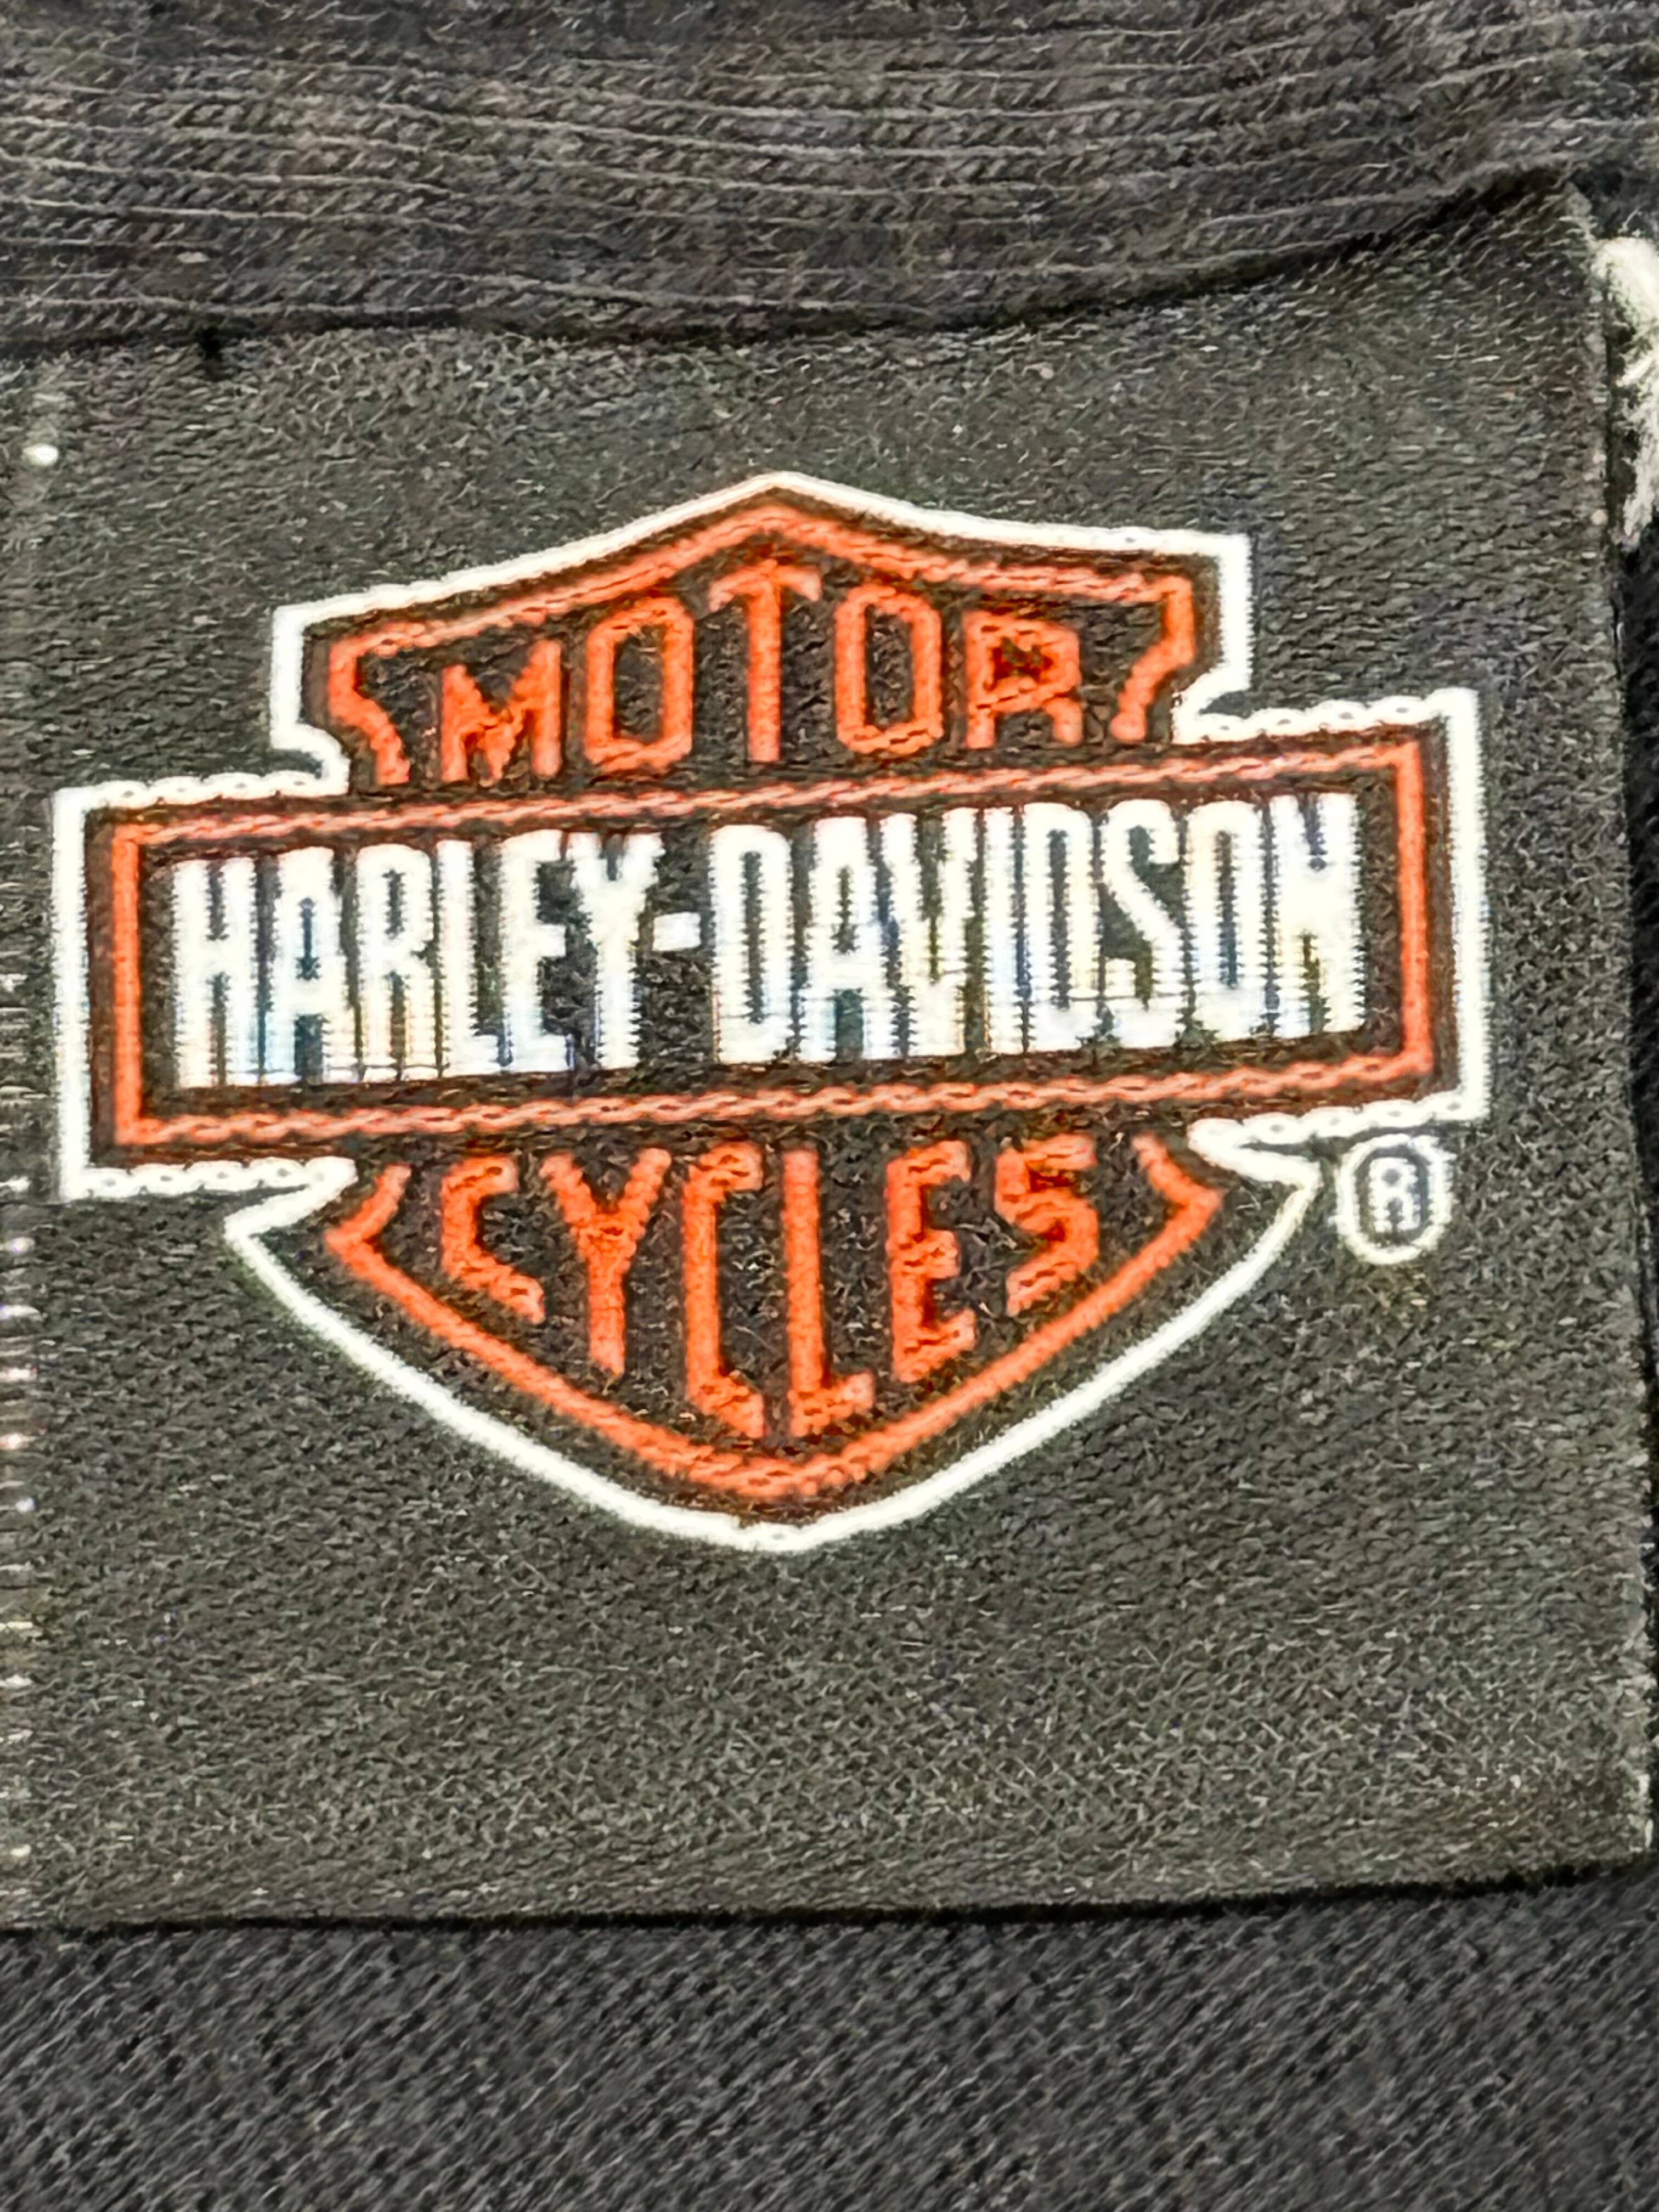 MOTOR
HARLEY-DAVIDSON
CYCLES
®